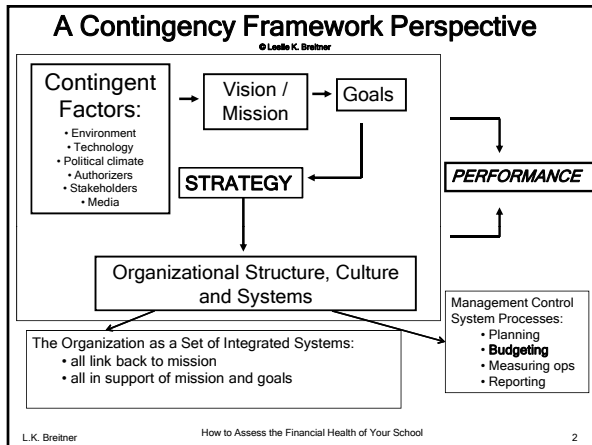 A Contingency Framework Perspective
© Leslie K. Breitner
Contingent
Factors:
• Environment
• Technology
• Political climate
• Authorizers
• Stakeholders
• Media
Vision /
Mission
Goals
STRATEGY
PERFORMANCE
Organizational Structure, Culture
and Systems
The Organization as a Set of Integrated Systems:
• all link back to mission
• all in support of mission and goals
Management Control
System Processes:
• Planning
• Budgeting
• Measuring ops
• Reporting
L.K. Breitner
How to Assess the Financial Health of Your School
2